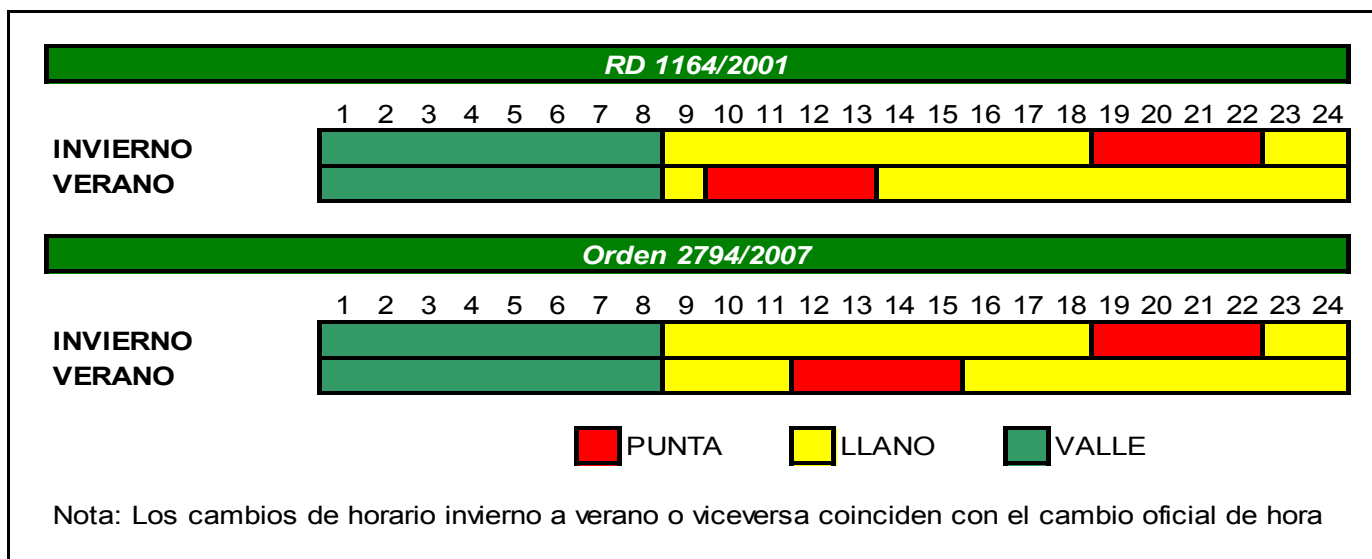 RD 1164/2001
1 2 3 4 5 6 7 8 9 10 11 12 13 14 15 16 17 18 19 20 21 22 23 24
INVIERNO
VERANO
Orden 2794/2007
1 2 3 4 5 6 7 8 9 10 11 12 13 14 15 16 17 18 19 20 21 22 23 24
INVIERNO
VERANO
PUNTA LLANO VALLE
Nota: Los cambios de horario invierno a verano o viceversa coinciden con el cambio oficial de hora